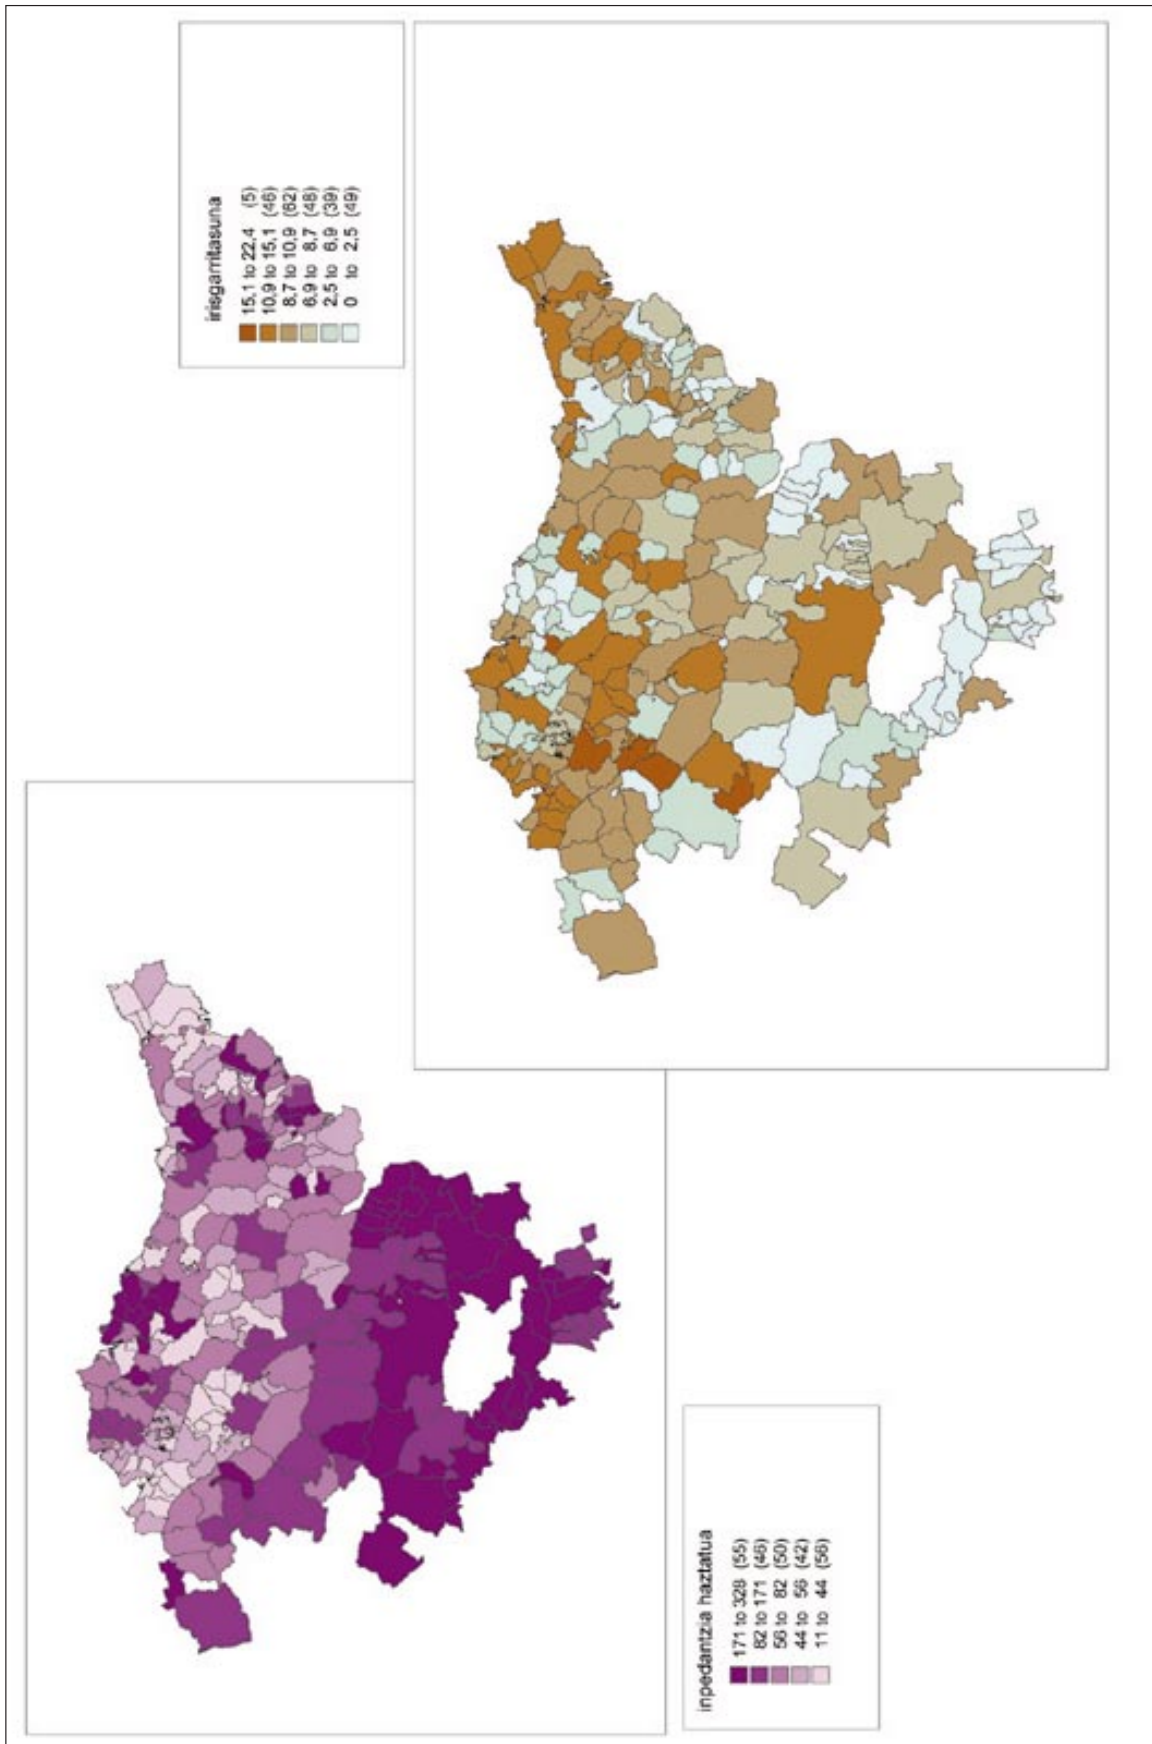 irisgarritasuna
15,1 to 22,4 (5)
10,9 to 15,1 (46)
8,7 to 10,9 (62)
6,9 to 8,7 (48)
2,5 to 6,9 (39)
0 to 2,5 (49)
inpedantzia haztatua
171 to 328 (55)
82 to 171 (46)
56 to 82 (50)
44 to 56 (42)
11 to 44 (56)